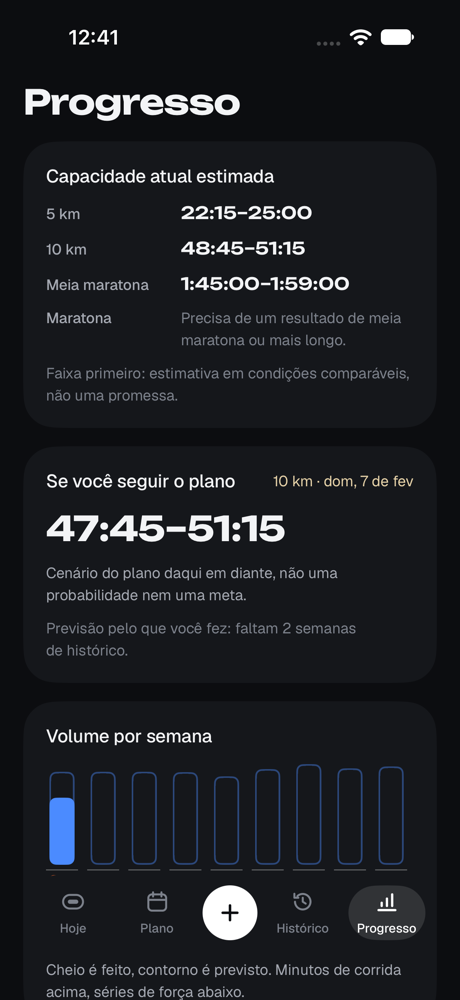 12:41
Progresso
Capacidade atual estimada
5 km 22:15–25:00
10 km 48:45–51:15
Meia maratona 1:45:00–1:59:00
Maratona Precisa de um resultado de meia
maratona ou mais longo.
Faixa primeiro: estimativa em condições comparáveis,
não uma promessa.
Se você seguir o plano 10 km · dom, 7 de fev
47:45–51:15
Cenário do plano daqui em diante, não uma
probabilidade nem uma meta.
Previsão pelo que você fez: faltam 2 semanas
de histórico.
Volume por semana
Hoje Plano Histórico Progresso
Cheio é feito, contorno é previsto. Minutos de corrida
acima, séries de força abaixo.